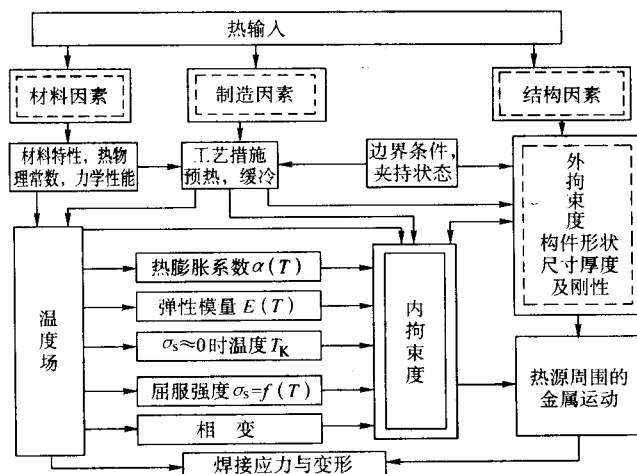 热输入
材料因素
制造因素
结构因素
材料特性，热物
理常数，力学性能
工艺措施
预热，缓冷
边界条件，
夹持状态
外
拘
束
度
构件形状
尺寸厚度
及刚性
温
度
场
热膨胀系数α(T)
弹性模量 E(T)
σs≈0时温度TK
屈服强度σs=f(T)
相 变
内
拘
束
度
热源周围的
金属运动
焊接应力与变形